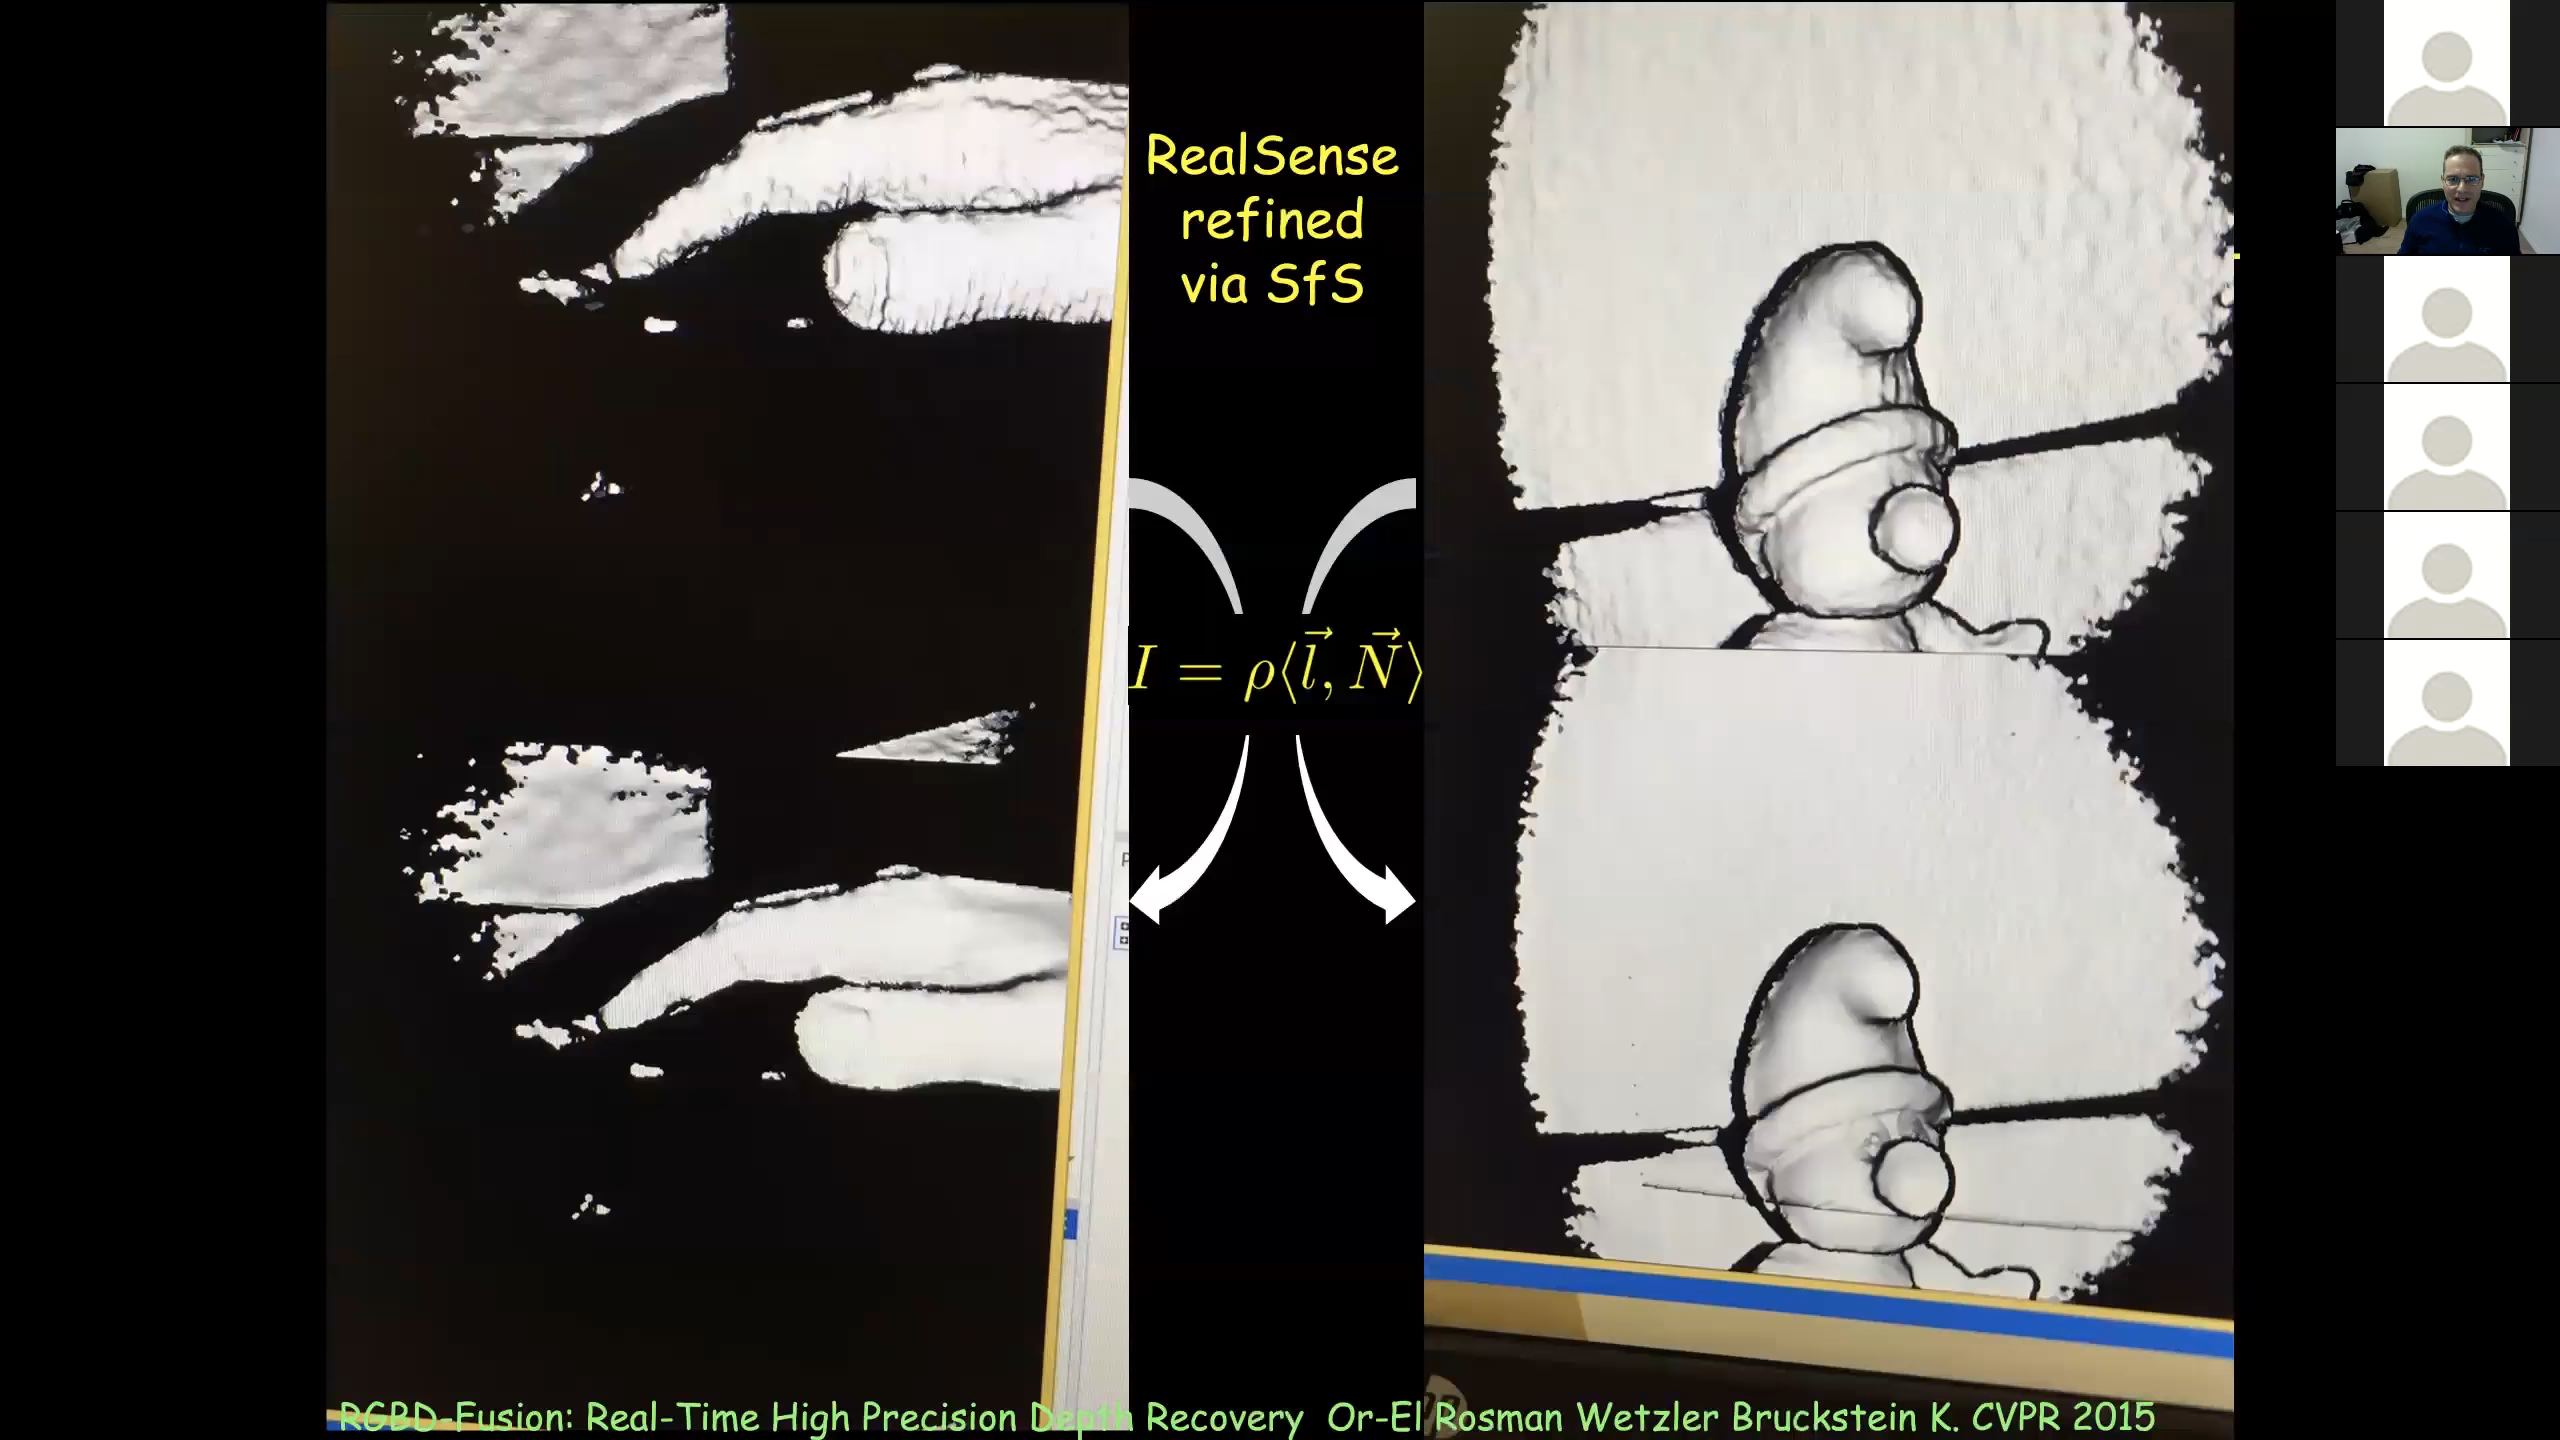 RealSense
refined
via SfS
I = ρ⟨l⃗, N⃗⟩
RGBD-Fusion: Real-Time High Precision Depth Recovery Or-El Rosman Wetzler Bruckstein K. CVPR 2015